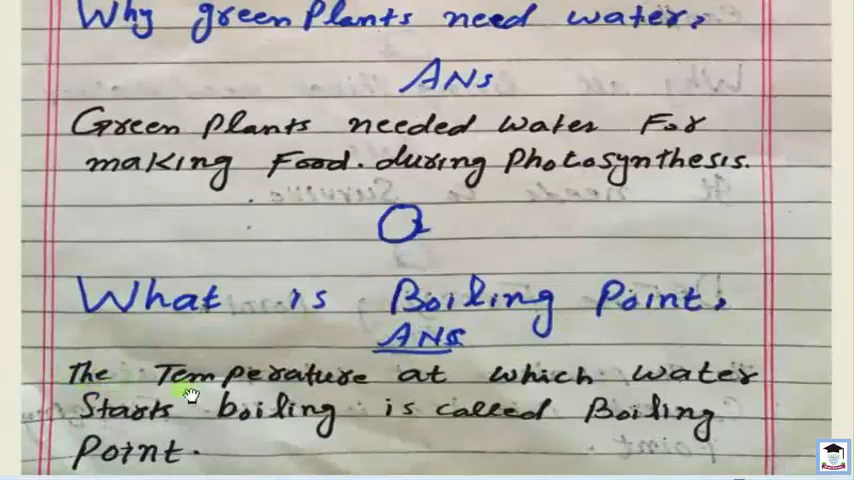 Why green Plants need water,
ANs
Green Plants needed Water For
making Food. during Photosynthesis.
Q
What is Boiling Point,
ANS
The Temperature at which water
Starts boiling is called Boiling
Point.